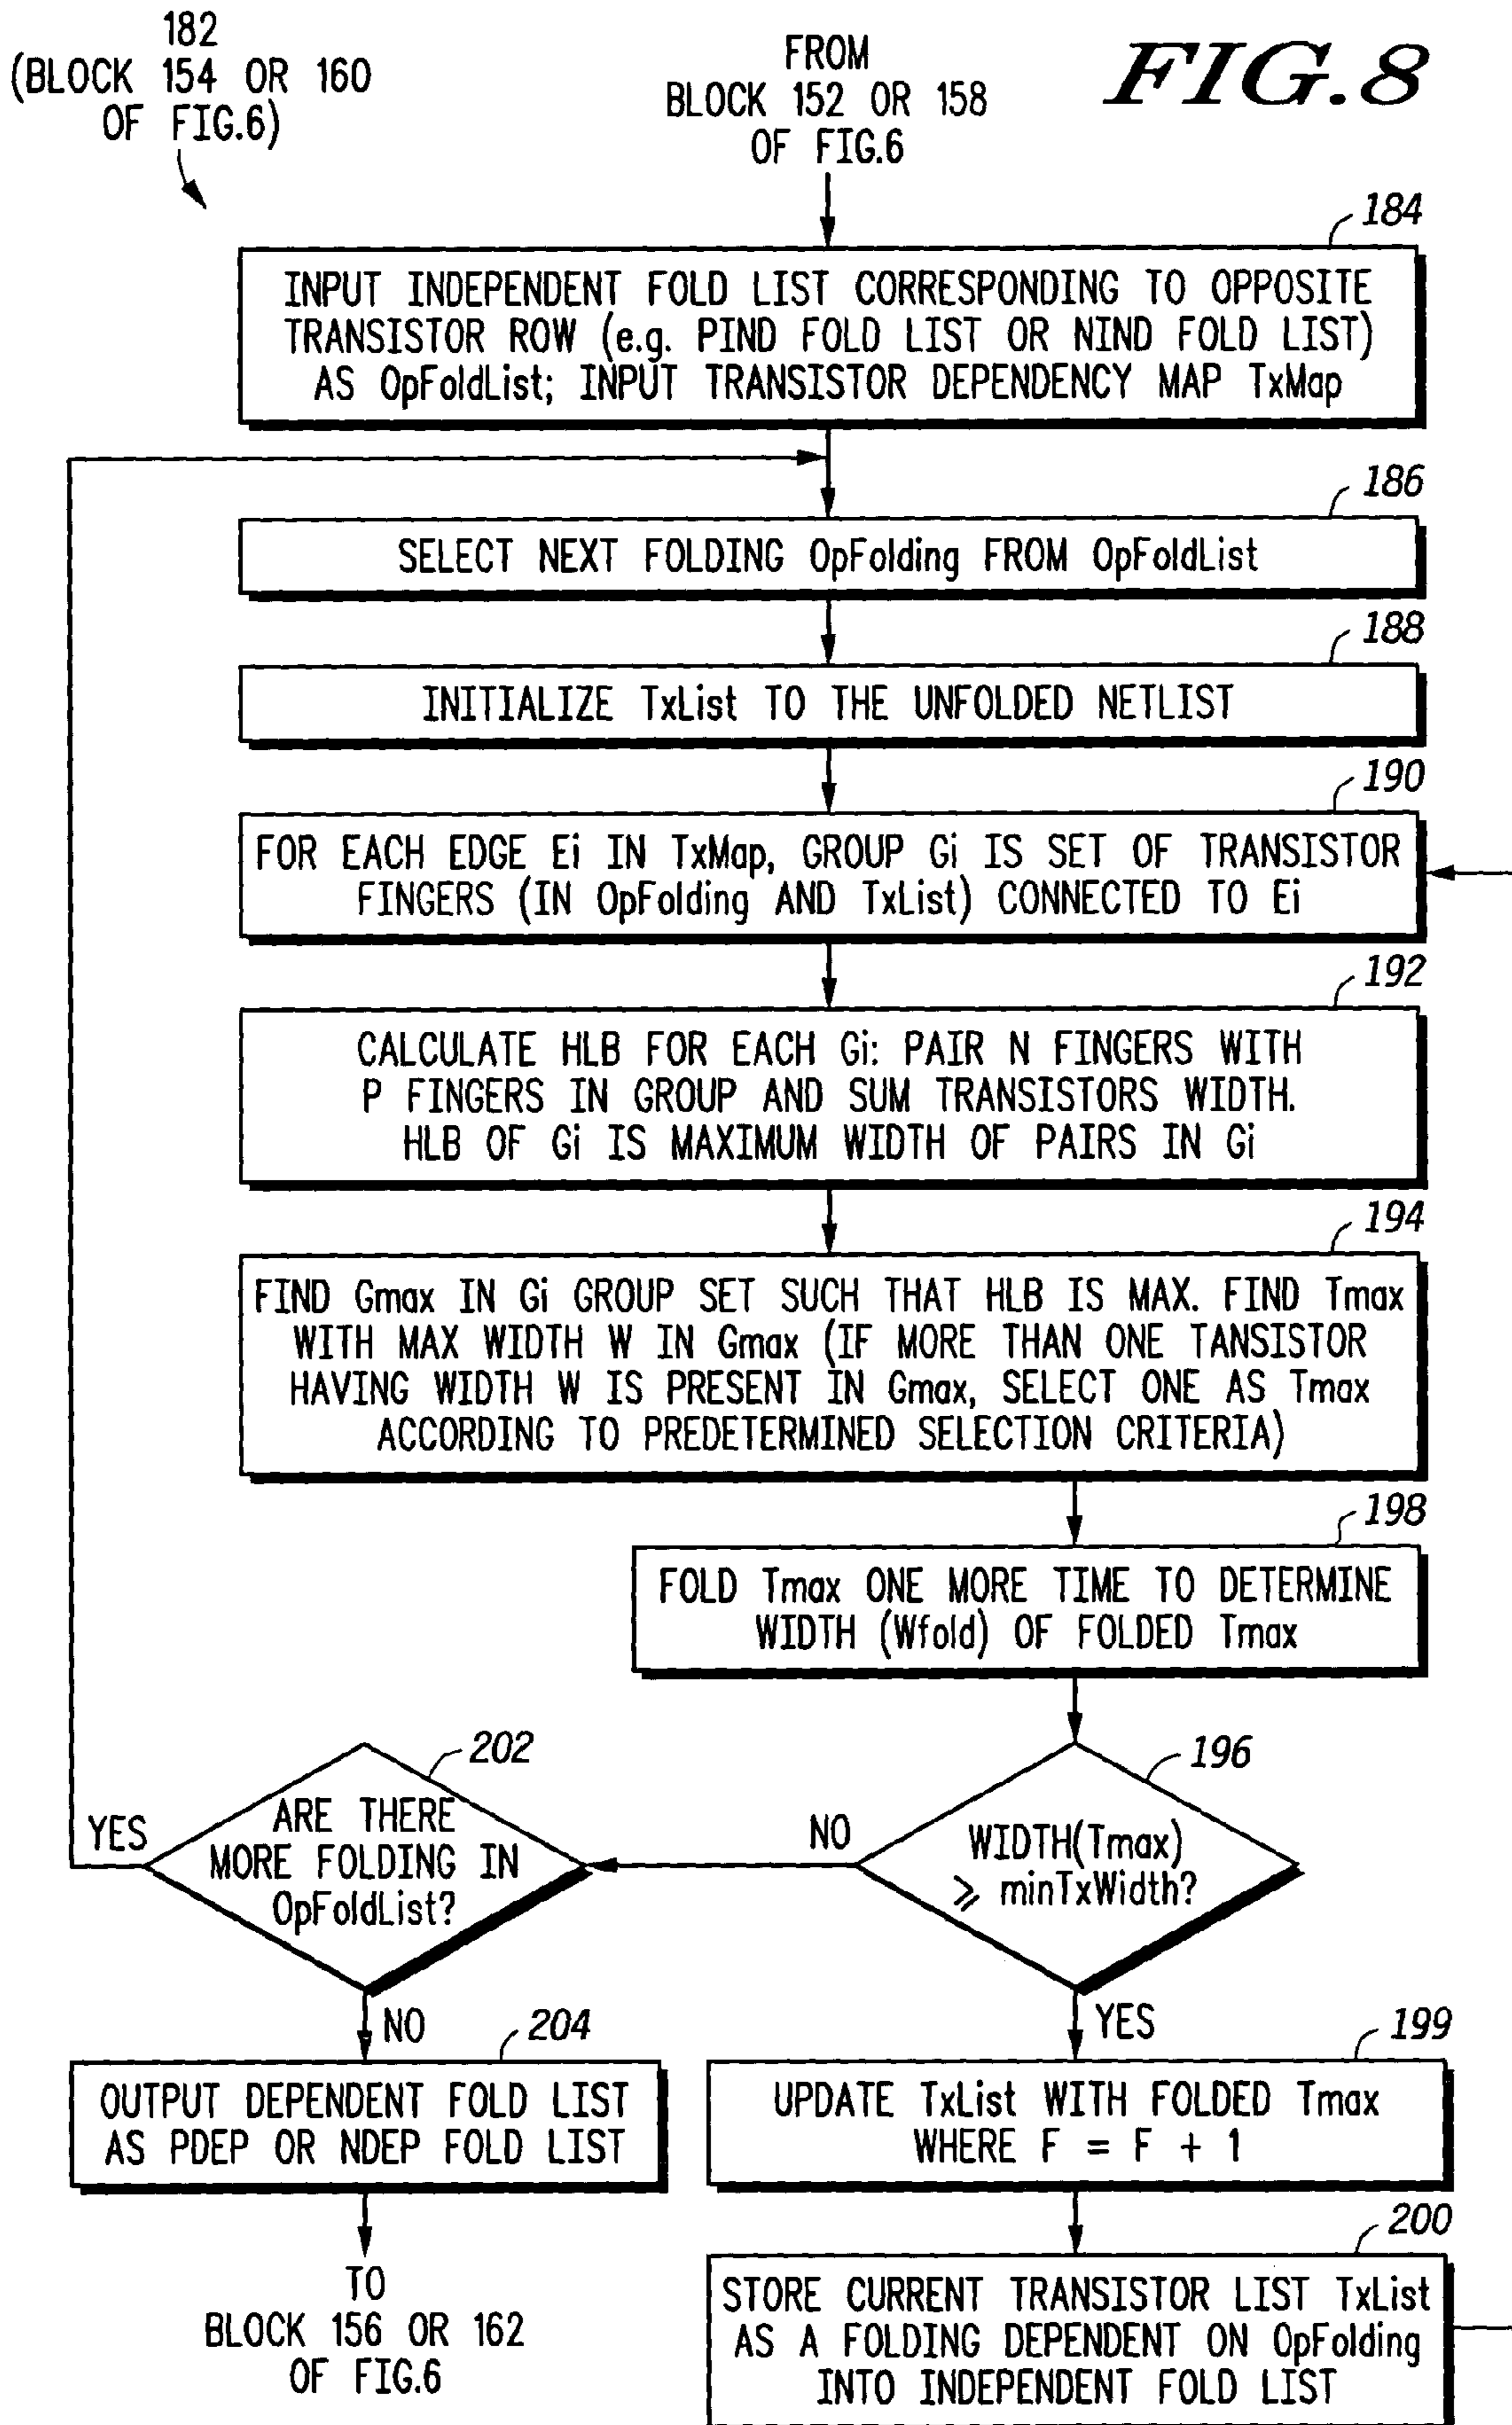 182
(BLOCK 154 OR 160
OF FIG.6)
FROM
BLOCK 152 OR 158
OF FIG.6
FIG.8
184
INPUT INDEPENDENT FOLD LIST CORRESPONDING TO OPPOSITE
TRANSISTOR ROW (e.g. PIND FOLD LIST OR NIND FOLD LIST)
AS OpFoldList; INPUT TRANSISTOR DEPENDENCY MAP TxMap
186
SELECT NEXT FOLDING OpFolding FROM OpFoldList
188
INITIALIZE TxList TO THE UNFOLDED NETLIST
190
FOR EACH EDGE Ei IN TxMap, GROUP Gi IS SET OF TRANSISTOR
FINGERS (IN OpFolding AND TxList) CONNECTED TO Ei
192
CALCULATE HLB FOR EACH Gi: PAIR N FINGERS WITH
P FINGERS IN GROUP AND SUM TRANSISTORS WIDTH.
HLB OF Gi IS MAXIMUM WIDTH OF PAIRS IN Gi
194
FIND Gmax IN Gi GROUP SET SUCH THAT HLB IS MAX. FIND Tmax
WITH MAX WIDTH W IN Gmax (IF MORE THAN ONE TANSISTOR
HAVING WIDTH W IS PRESENT IN Gmax, SELECT ONE AS Tmax
ACCORDING TO PREDETERMINED SELECTION CRITERIA)
198
FOLD Tmax ONE MORE TIME TO DETERMINE
WIDTH (Wfold) OF FOLDED Tmax
196
WIDTH(Tmax)
≥ minTxWidth?
NO
YES
202
ARE THERE
MORE FOLDING IN
OpFoldList?
YES
NO
204
OUTPUT DEPENDENT FOLD LIST
AS PDEP OR NDEP FOLD LIST
TO
BLOCK 156 OR 162
OF FIG.6
199
UPDATE TxList WITH FOLDED Tmax
WHERE F = F + 1
200
STORE CURRENT TRANSISTOR LIST TxList
AS A FOLDING DEPENDENT ON OpFolding
INTO INDEPENDENT FOLD LIST